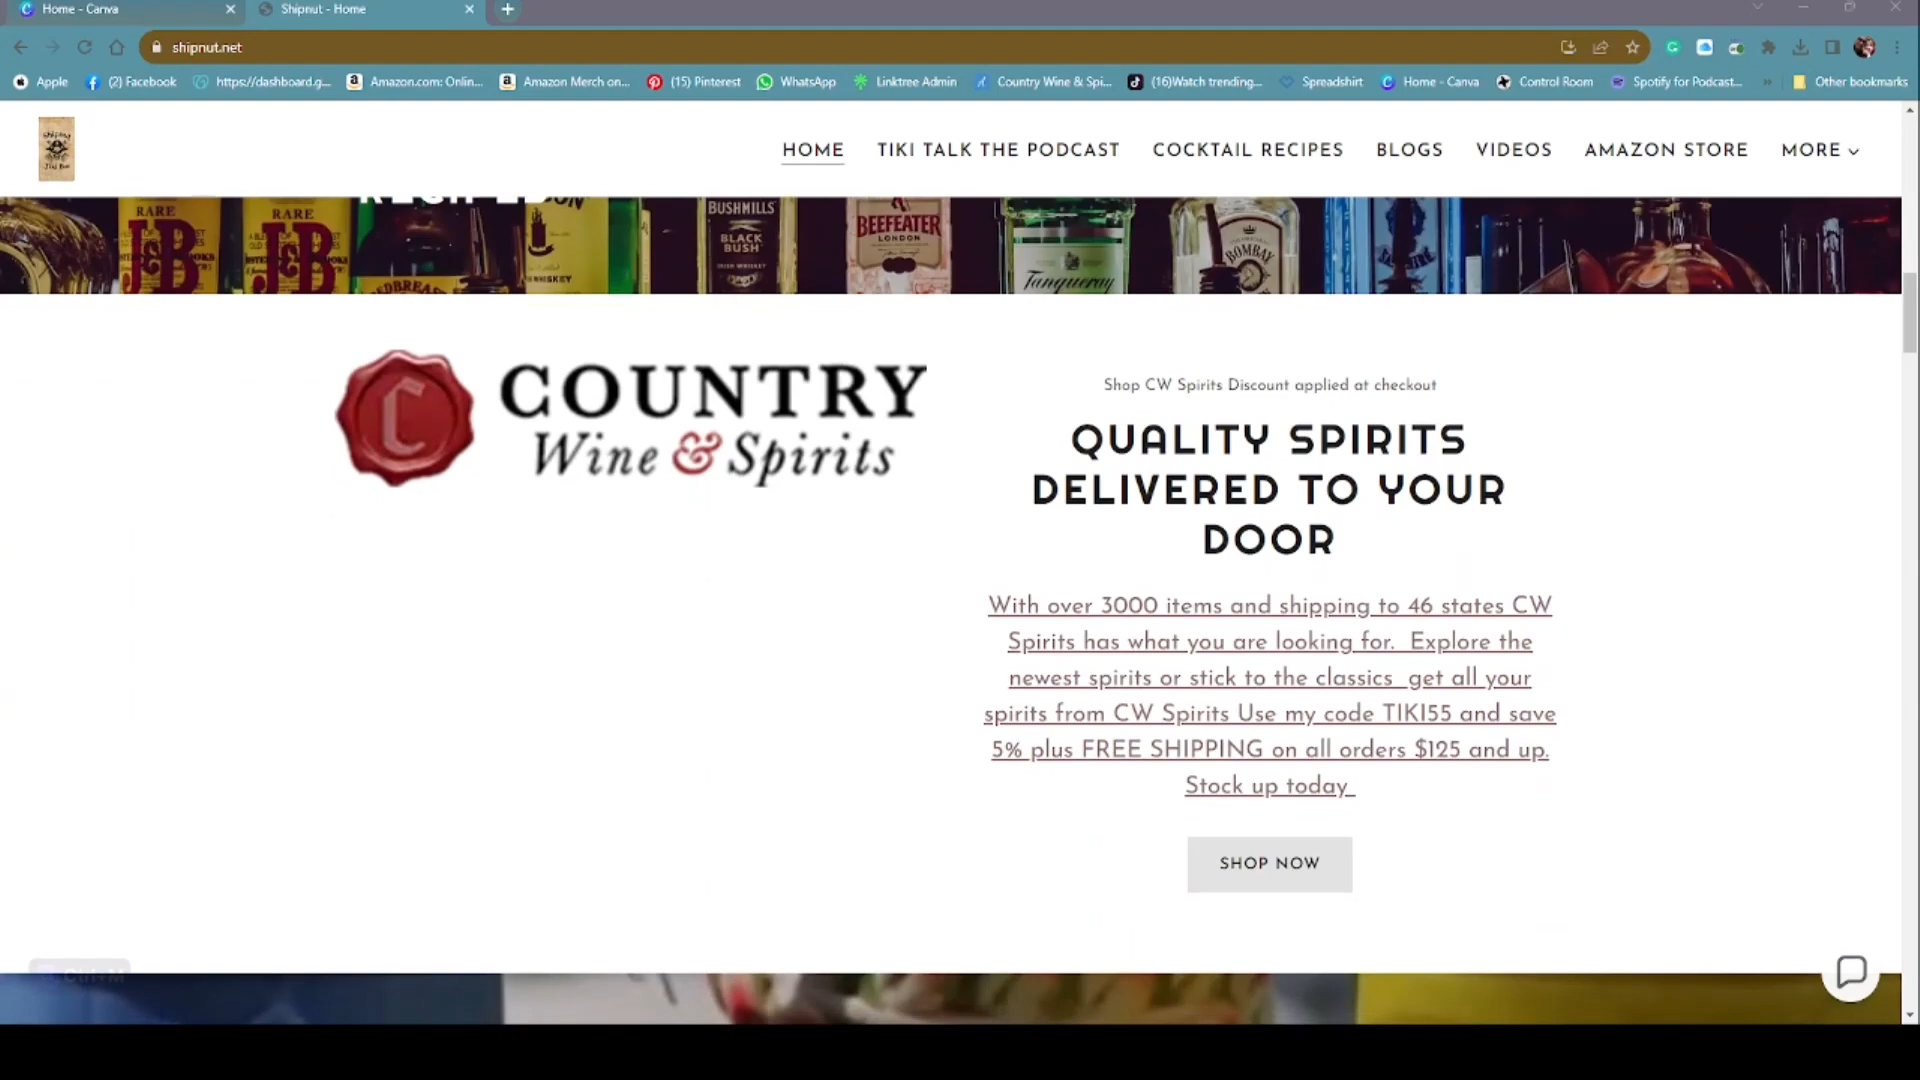 Home - Canva
Shipnut - Home
shipnut.net
Apple
(2) Facebook
https://dashboard.g...
Amazon.com: Onlin...
Amazon Merch on...
(15) Pinterest
WhatsApp
Linktree Admin
Country Wine & Spi...
(16)Watch trending...
Spreadshirt
Home - Canva
Control Room
Spotify for Podcast...
Other bookmarks
HOME
TIKI TALK THE PODCAST
COCKTAIL RECIPES
BLOGS
VIDEOS
AMAZON STORE
MORE
RARE
J&B
RARE
J&B
REDBREAST
WHISKEY
BUSHMILLS
BLACK
BUSH
BEEFEATER
LONDON
Tanqueray
BOMBAY
C
COUNTRY
Wine & Spirits
Shop CW Spirits Discount applied at checkout
QUALITY SPIRITS
DELIVERED TO YOUR
DOOR
With over 3000 items and shipping to 46 states CW
Spirits has what you are looking for. Explore the
newest spirits or stick to the classics get all your
spirits from CW Spirits Use my code TIKI55 and save
5% plus FREE SHIPPING on all orders $125 and up.
Stock up today
SHOP NOW
Ctrl+M